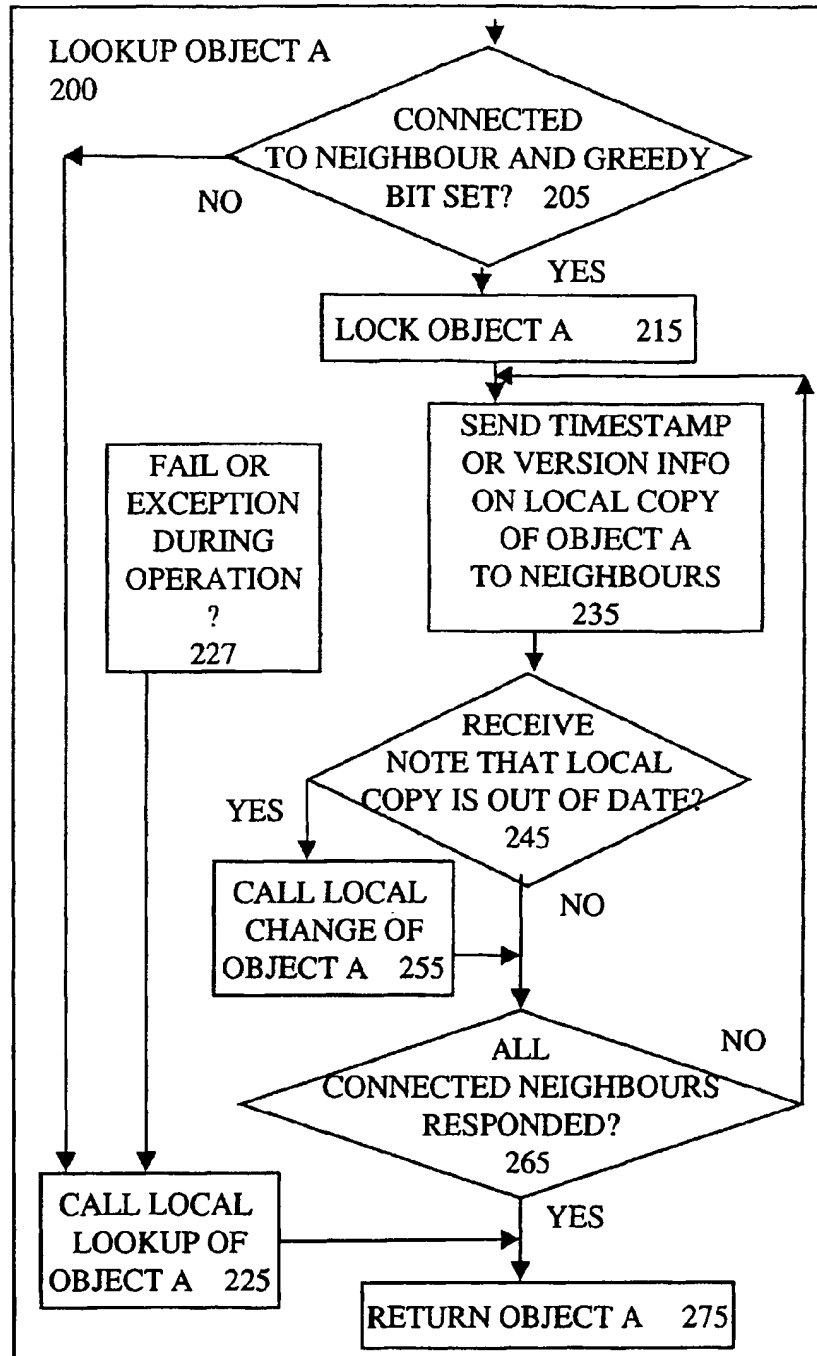 LOOKUP OBJECT A
200
CONNECTED
TO NEIGHBOUR AND GREEDY
BIT SET? 205
NO
YES
LOCK OBJECT A 215
SEND TIMESTAMP
OR VERSION INFO
ON LOCAL COPY
OF OBJECT A
TO NEIGHBOURS
235
FAIL OR
EXCEPTION
DURING
OPERATION
?
227
RECEIVE
NOTE THAT LOCAL
COPY IS OUT OF DATE?
245
YES
NO
CALL LOCAL
CHANGE OF
OBJECT A 255
ALL
CONNECTED NEIGHBOURS
RESPONDED?
265
NO
YES
CALL LOCAL
LOOKUP OF
OBJECT A 225
RETURN OBJECT A 275